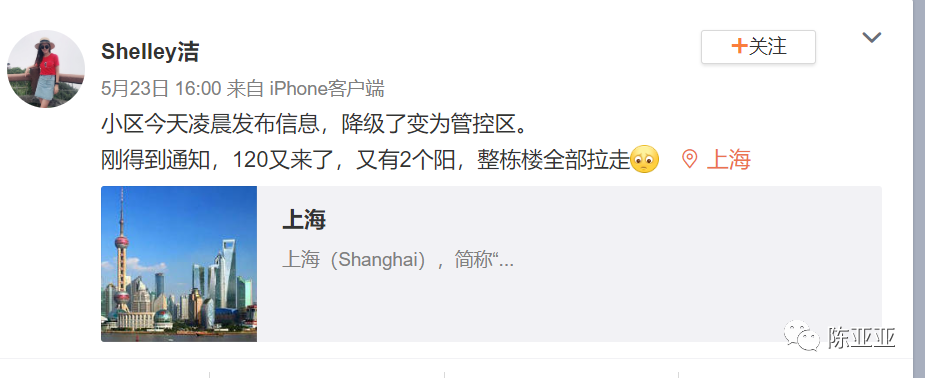 Shelley洁
+关注
5月23日 16:00 来自 iPhone客户端
小区今天凌晨发布信息，降级了变为管控区。
刚得到通知，120又来了，又有2个阳，整栋楼全部拉走 上海
上海
上海（Shanghai），简称“...
陈亚亚